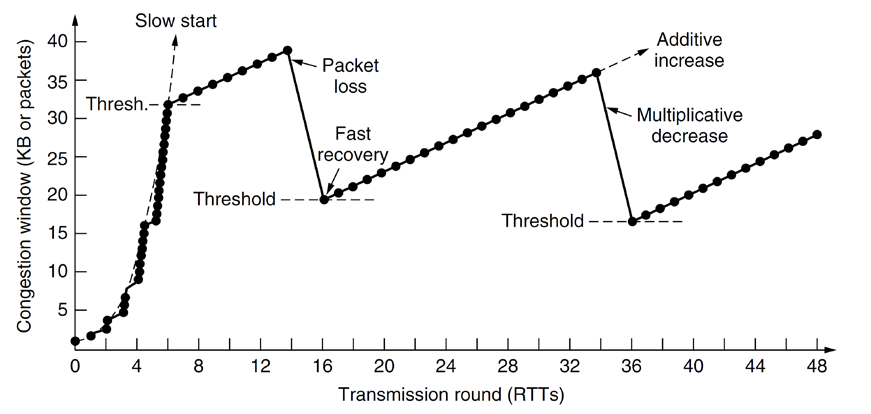 Slow start
40
Additive
increase
35
Packet
loss
Thresh.
30
Multiplicative
decrease
Fast
recovery
25
20
Threshold
Threshold
15
10
5
Congestion window (KB or packets)
0 4 8 12 16 20 24 28 32 36 40 44 48
Transmission round (RTTs)